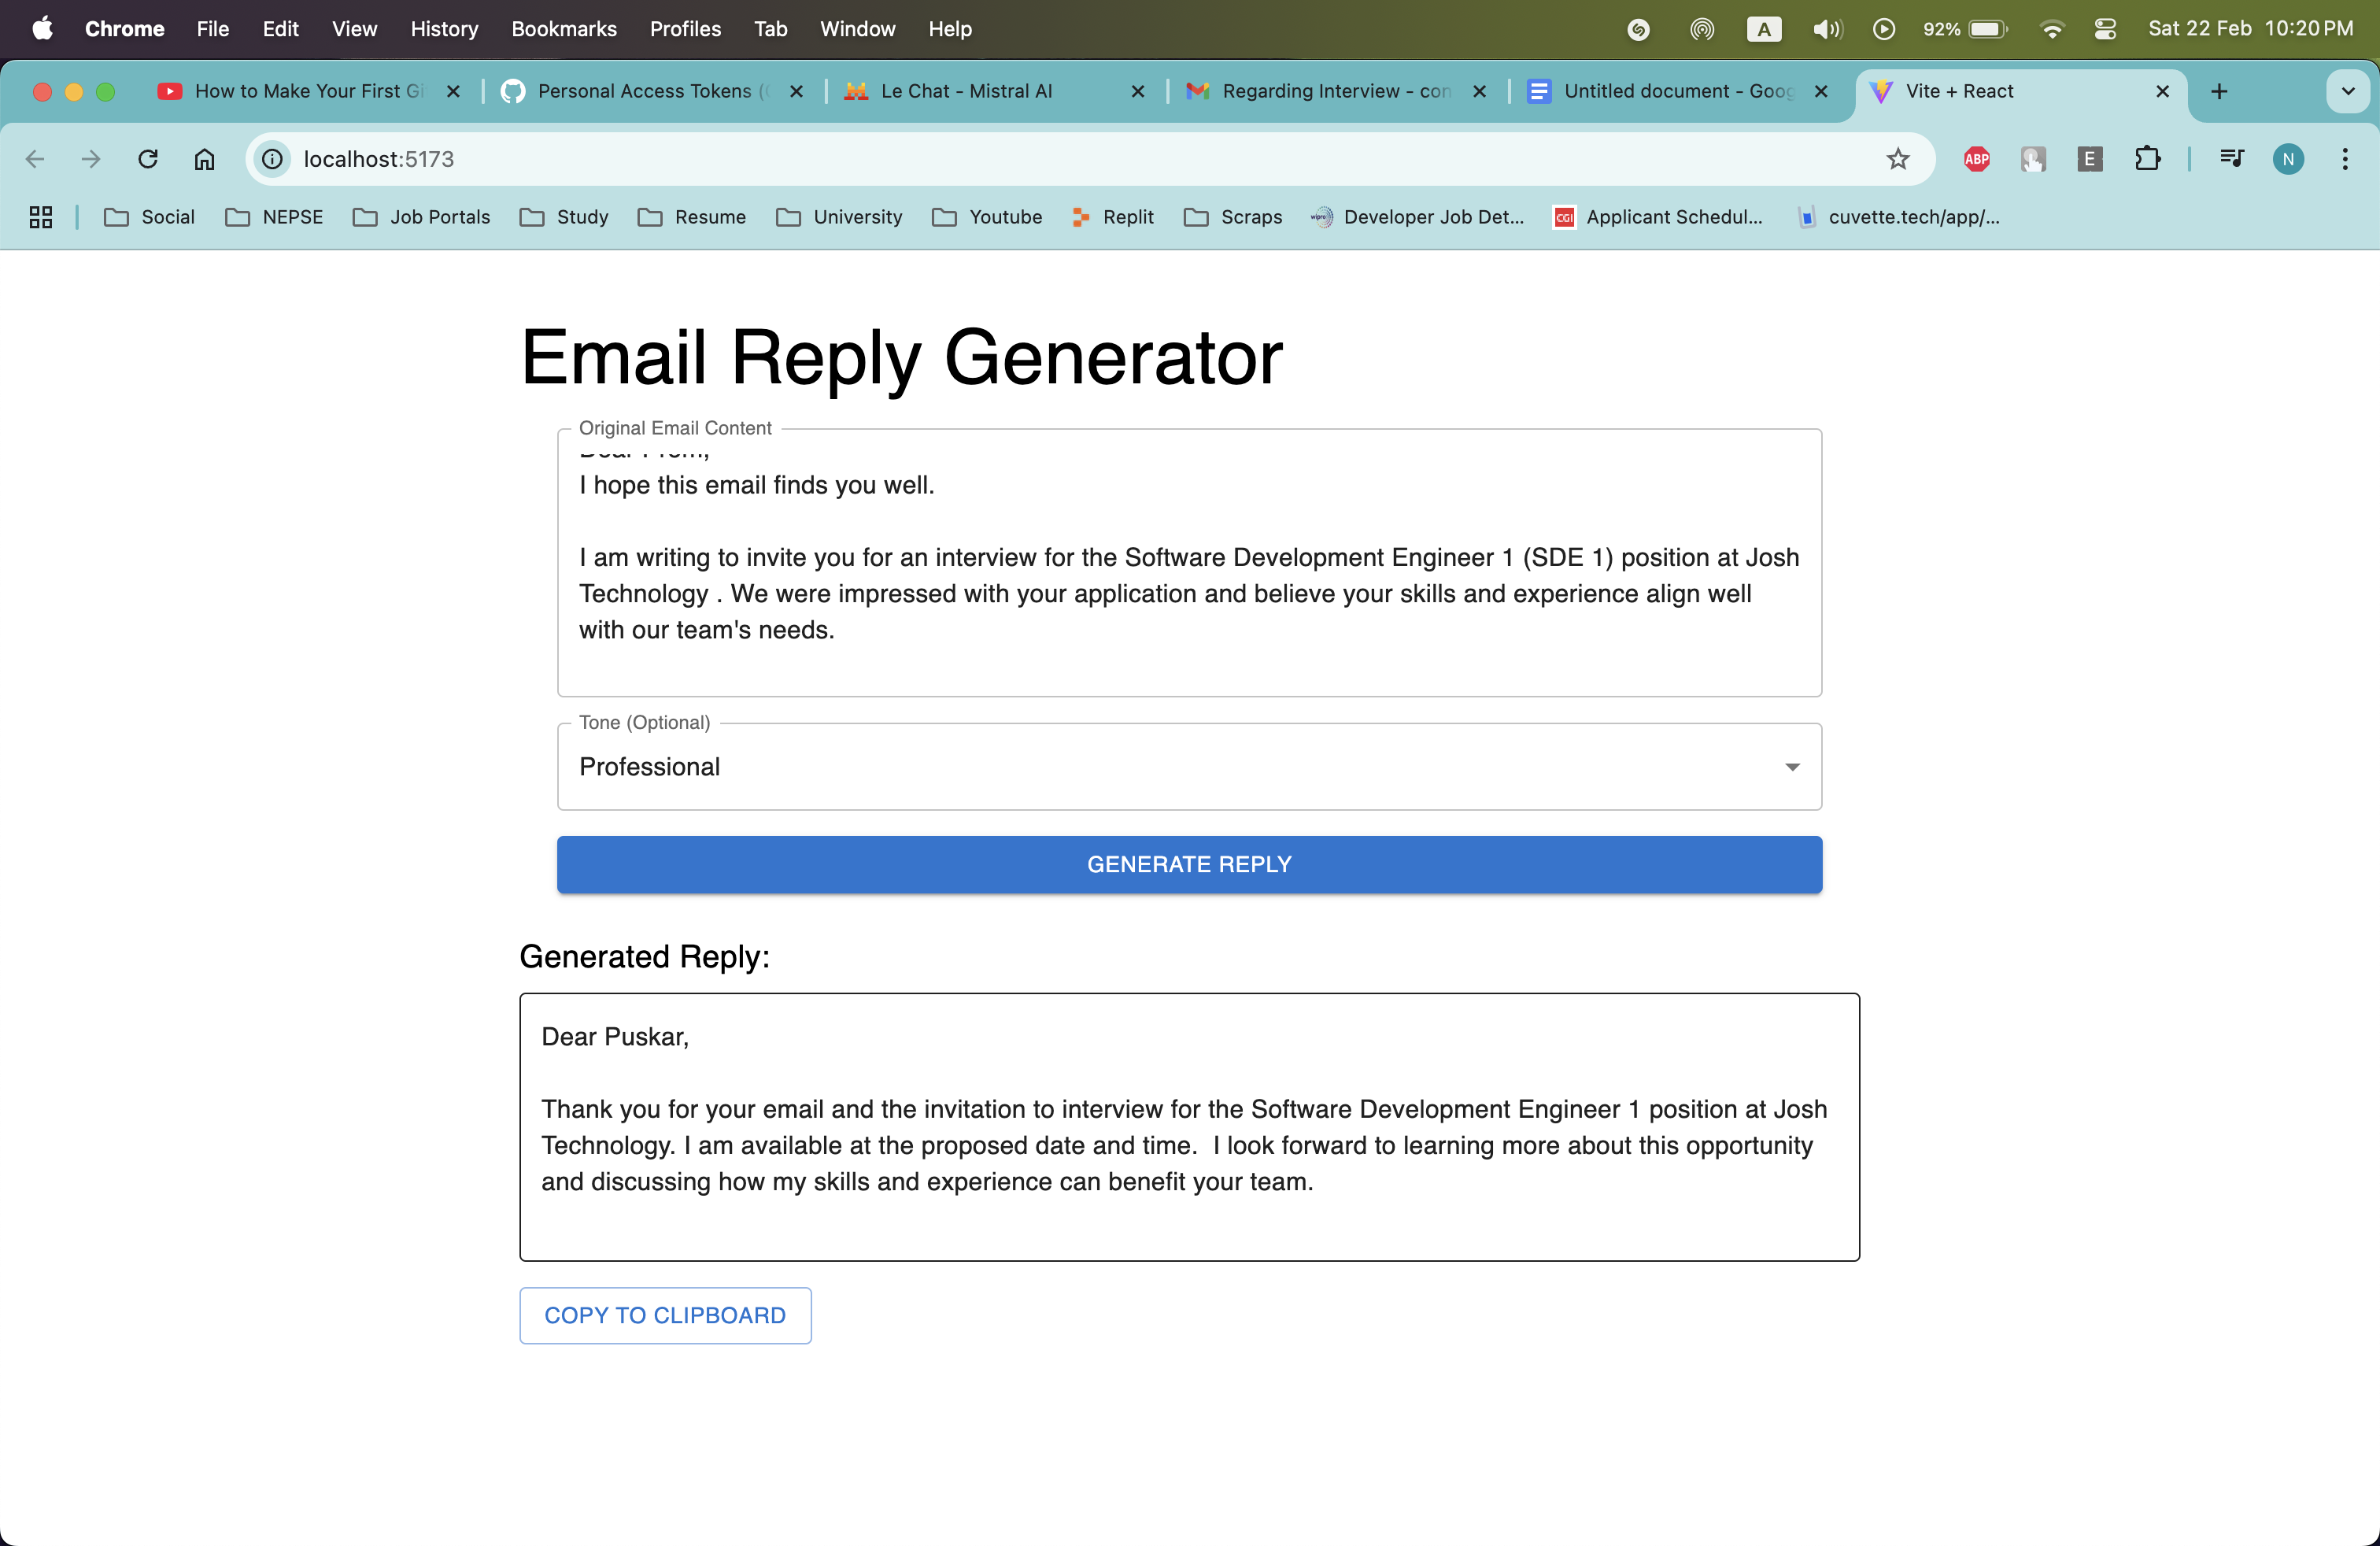 Chrome File Edit View History Bookmarks Profiles Tab Window Help A 92% Sat 22 Feb 10:20 PM
How to Make Your First Gi Personal Access Tokens ( Le Chat - Mistral AI Regarding Interview - con Untitled document - Goog Vite + React
localhost:5173 ABP E N
Social NEPSE Job Portals Study Resume University Youtube Replit Scraps wipro Developer Job Det... CGI Applicant Schedul... cuvette.tech/app/...
Email Reply Generator
Original Email Content
I hope this email finds you well.
I am writing to invite you for an interview for the Software Development Engineer 1 (SDE 1) position at Josh
Technology . We were impressed with your application and believe your skills and experience align well
with our team's needs.
Tone (Optional)
Professional
GENERATE REPLY
Generated Reply:
Dear Puskar,
Thank you for your email and the invitation to interview for the Software Development Engineer 1 position at Josh
Technology. I am available at the proposed date and time.  I look forward to learning more about this opportunity
and discussing how my skills and experience can benefit your team.
COPY TO CLIPBOARD